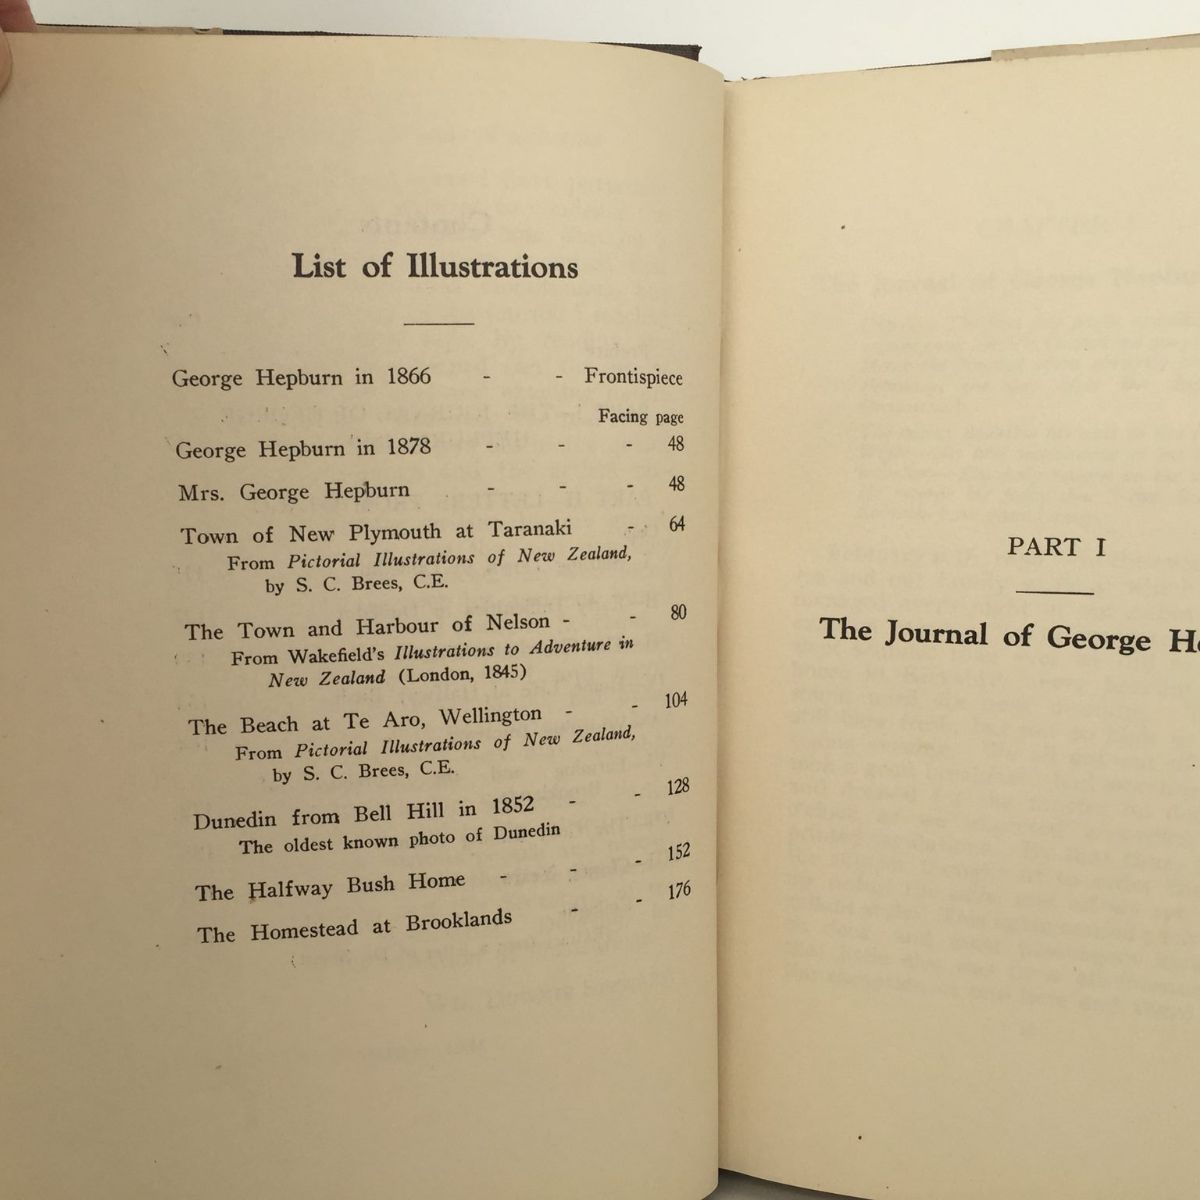 List of Illustrations
George Hepburn in 1866 - - Frontispiece
Facing page
George Hepburn in 1878 - - - 48
Mrs. George Hepburn - - - 48
Town of New Plymouth at Taranaki - 64
From Pictorial Illustrations of New Zealand,
by S. C. Brees, C.E.
The Town and Harbour of Nelson - - 80
From Wakefield's Illustrations to Adventure in
New Zealand (London, 1845)
The Beach at Te Aro, Wellington - - 104
From Pictorial Illustrations of New Zealand,
by S. C. Brees, C.E.
Dunedin from Bell Hill in 1852 - - 128
The oldest known photo of Dunedin
The Halfway Bush Home - - - 152
The Homestead at Brooklands - - 176
PART I
The Journal of George